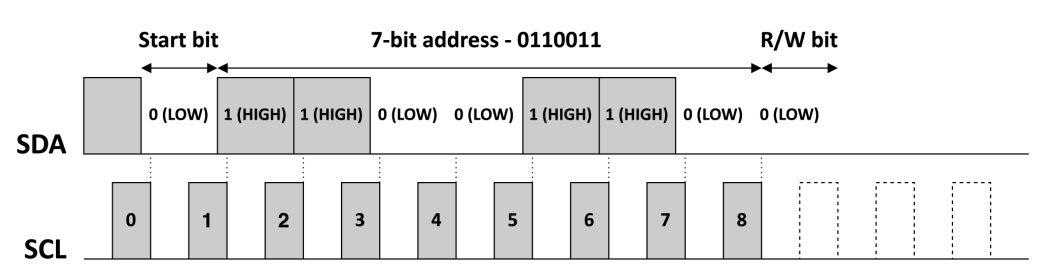 Start bit 7-bit address - 0110011 R/W bit
0 (LOW) 1 (HIGH) 1 (HIGH) 0 (LOW) 0 (LOW) 1 (HIGH) 1 (HIGH) 0 (LOW) 0 (LOW)
SDA
0 1 2 3 4 5 6 7 8
SCL